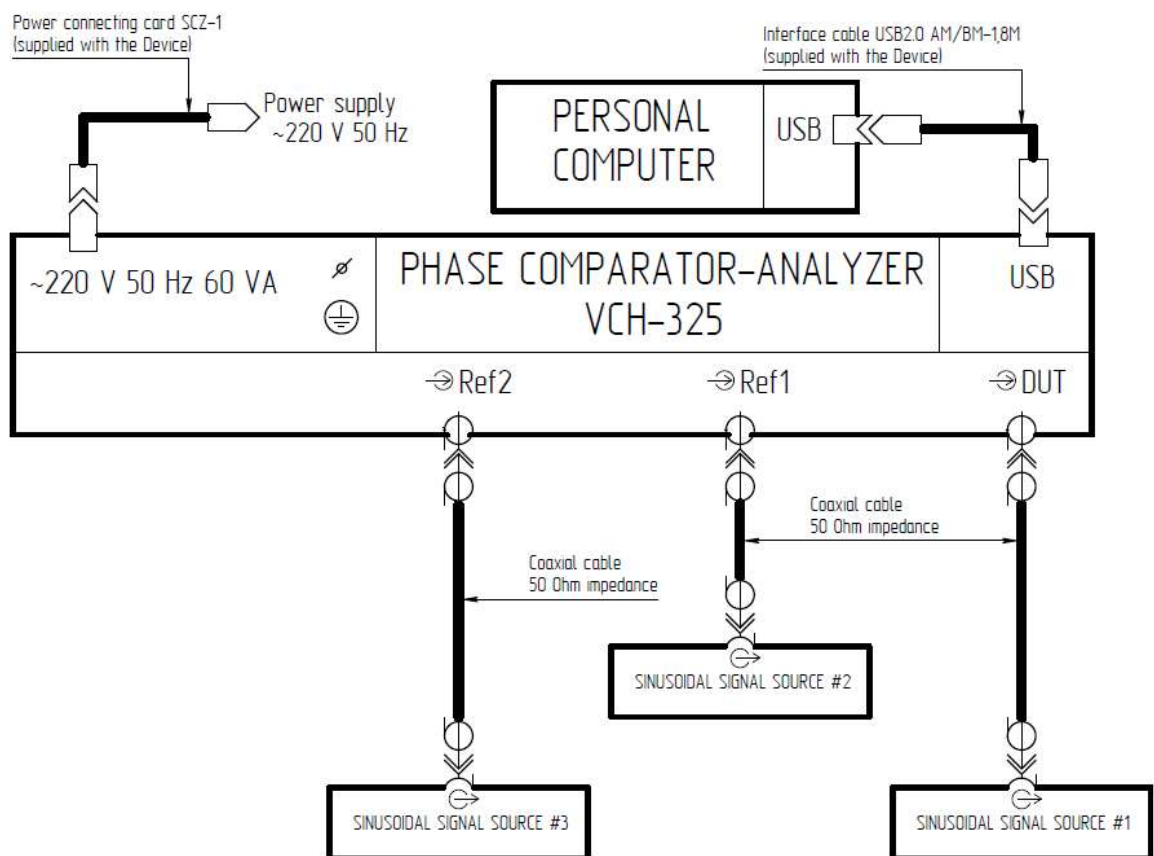 Power connecting card SCZ-1
(supplied with the Device)
Interface cable USB2.0 AM/BM-1,8M
(supplied with the Device)
Power supply
~220 V 50 Hz
PERSONAL
COMPUTER
USB
~220 V 50 Hz 60 VA
PHASE COMPARATOR-ANALYZER
VCH-325
USB
Ref2
Ref1
DUT
Coaxial cable
50 Ohm impedance
Coaxial cable
50 Ohm impedance
SINUSOIDAL SIGNAL SOURCE #2
SINUSOIDAL SIGNAL SOURCE #3
SINUSOIDAL SIGNAL SOURCE #1